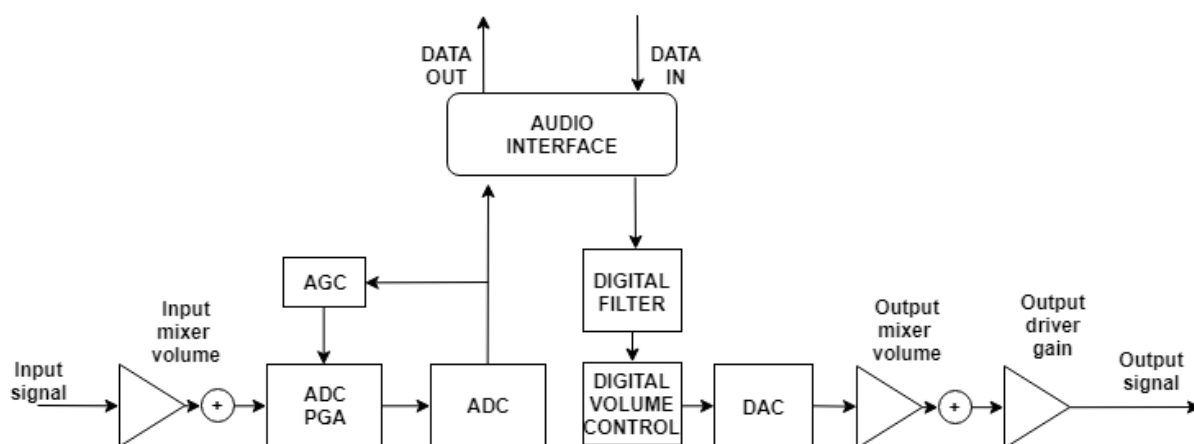 DATA
OUT
DATA
IN
AUDIO
INTERFACE
AGC
DIGITAL
FILTER
Input
mixer
volume
Output
mixer
volume
Output
driver
gain
Input
signal
Output
signal
+
ADC
PGA
ADC
DIGITAL
VOLUME
CONTROL
DAC
+